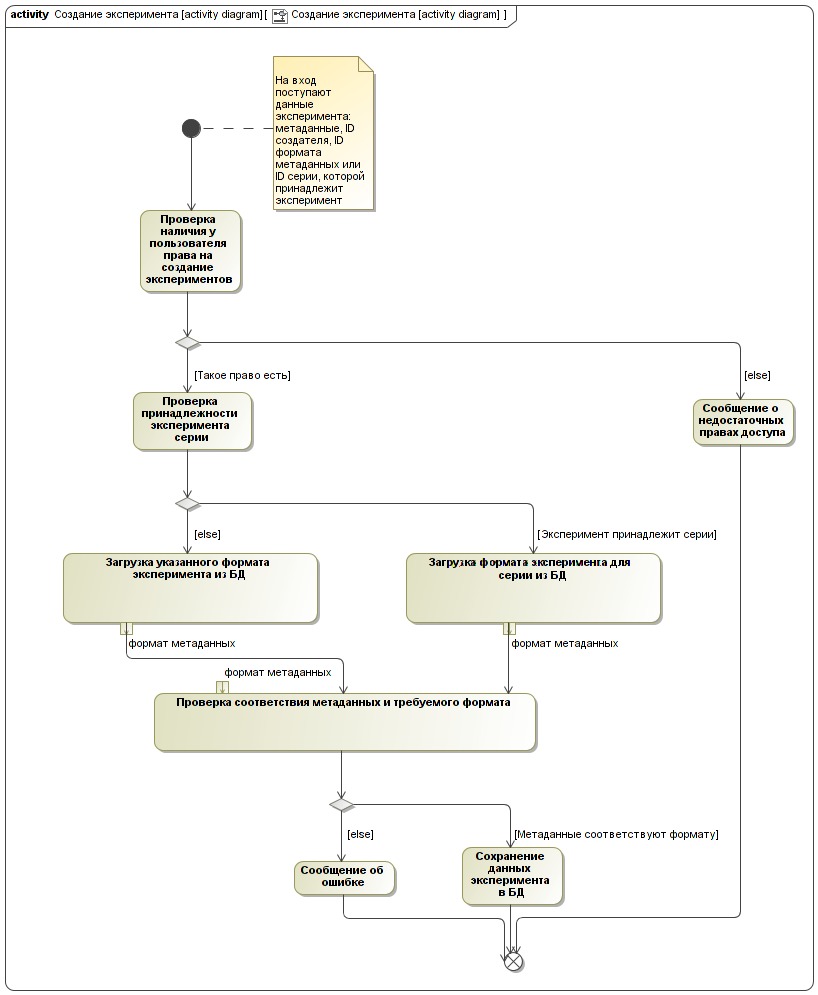 activity Создание эксперимента [activity diagram][ Создание эксперимента [activity diagram] ]
На вход
поступают
данные
эксперимента:
метаданные, ID
создателя, ID
формата
метаданных или
ID серии, которой
принадлежит
эксперимент
Проверка
наличия у
пользователя
права на
создание
экспериментов
[Такое право есть]
[else]
Проверка
принадлежности
эксперимента
серии
Сообщение о
недостаточных
правах доступа
[else]
[Эксперимент принадлежит серии]
Загрузка указанного формата
эксперимента из БД
Загрузка формата эксперимента для
серии из БД
формат метаданных
формат метаданных
формат метаданных
Проверка соответствия метаданных и требуемого формата
[else]
[Метаданные соответствуют формату]
Сообщение об
ошибке
Сохранение
данных
эксперимента
в БД